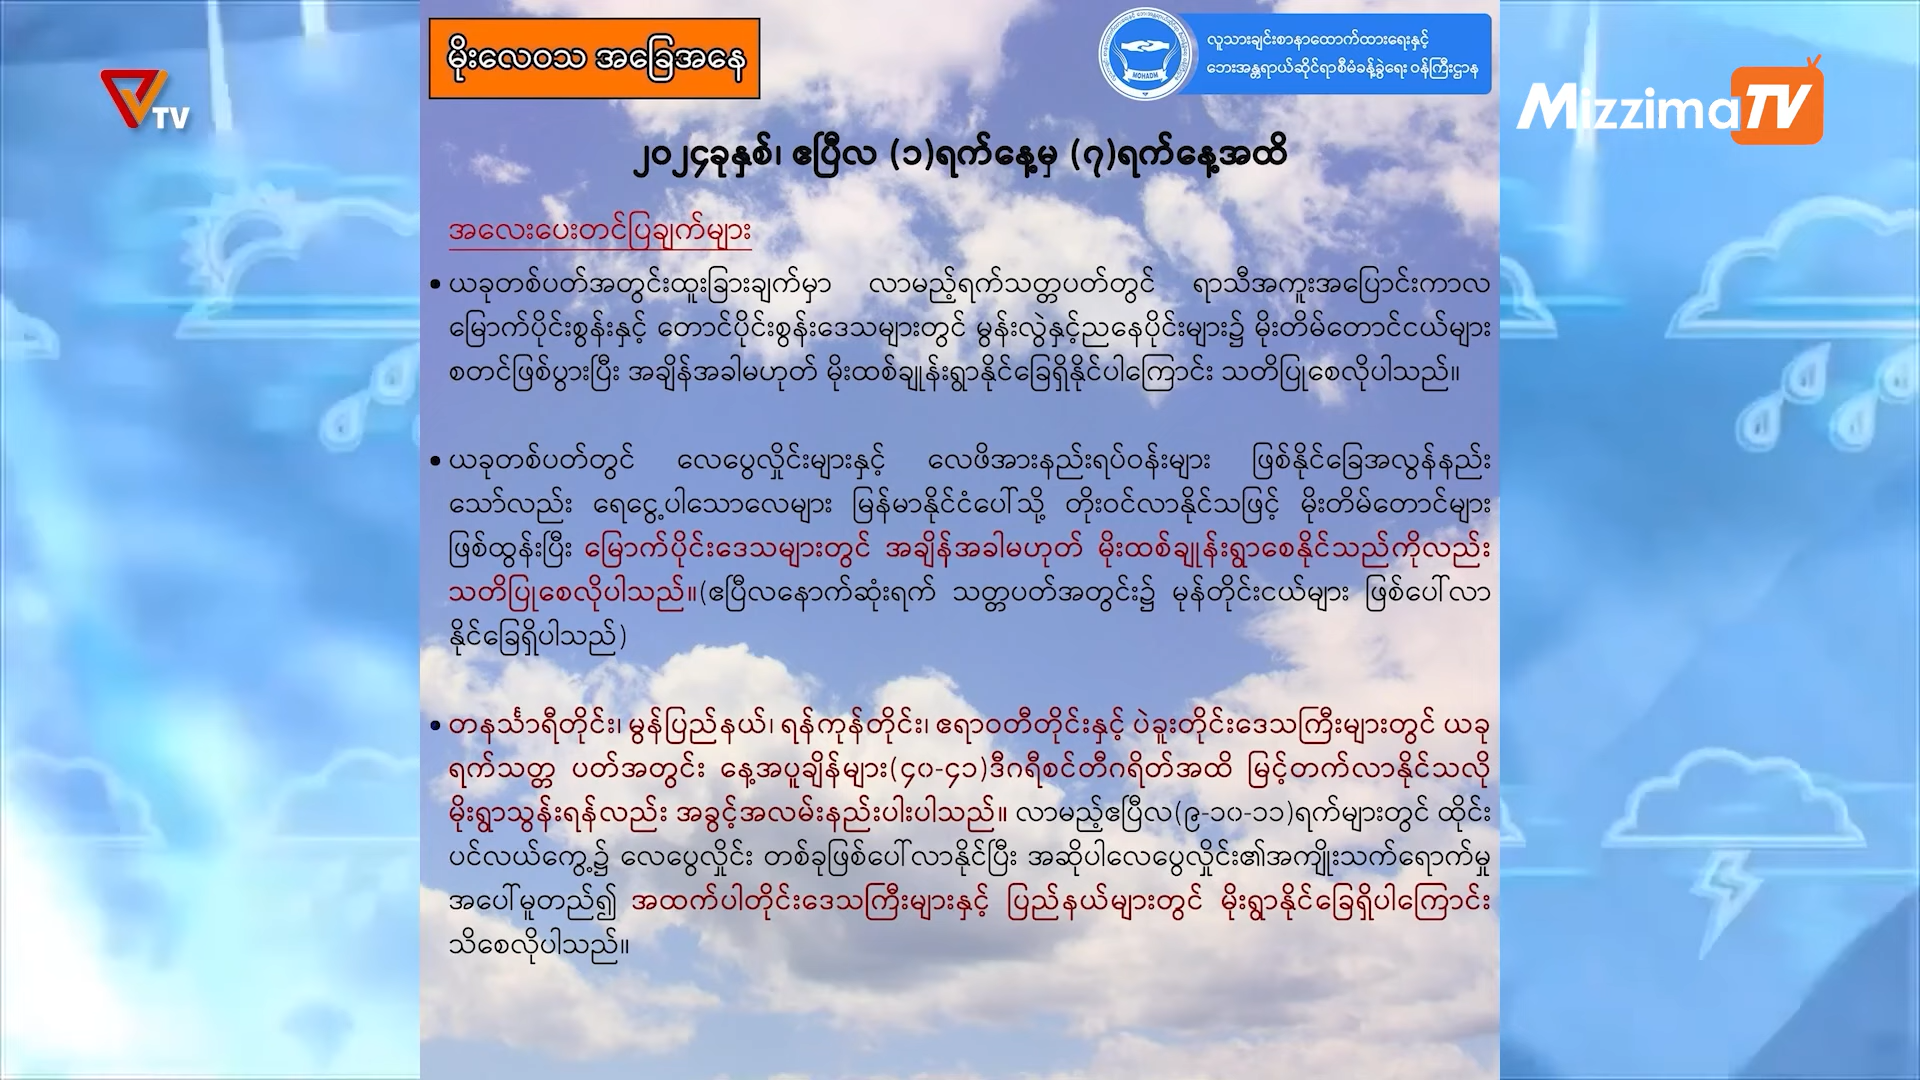 TV
မိုးလေဝသ အခြေအနေ
MOHADM
လူသားချင်းစာနာထောက်ထားရေးနှင့်
ဘေးအန္တရာယ်ဆိုင်ရာစီမံခန့်ခွဲရေး ဝန်ကြီးဌာန
Mizzima TV
၂၀၂၄ခုနှစ်၊ ဧပြီလ (၁)ရက်နေ့မှ (၇)ရက်နေ့အထိ
အလေးပေးတင်ပြချက်များ
• ယခုတစ်ပတ်အတွင်းထူးခြားချက်မှာ လာမည့်ရက်သတ္တပတ်တွင် ရာသီအကူးအပြောင်းကာလ
မြောက်ပိုင်းစွန်းနှင့် တောင်ပိုင်းစွန်းဒေသများတွင် မွန်းလွဲနှင့်ညနေပိုင်းများ၌ မိုးတိမ်တောင်ငယ်များ
စတင်ဖြစ်ပွားပြီး အချိန်အခါမဟုတ် မိုးထစ်ချုန်းရွာနိုင်ခြေရှိနိုင်ပါကြောင်း သတိပြုစေလိုပါသည်။
• ယခုတစ်ပတ်တွင် လေပွေလှိုင်းများနှင့် လေဖိအားနည်းရပ်ဝန်းများ ဖြစ်နိုင်ခြေအလွန်နည်း
သော်လည်း ရေငွေ့ပါသောလေများ မြန်မာနိုင်ငံပေါ်သို့ တိုးဝင်လာနိုင်သဖြင့် မိုးတိမ်တောင်များ
ဖြစ်ထွန်းပြီး မြောက်ပိုင်းဒေသများတွင် အချိန်အခါမဟုတ် မိုးထစ်ချုန်းရွာစေနိုင်သည်ကိုလည်း
သတိပြုစေလိုပါသည်။(ဧပြီလနောက်ဆုံးရက် သတ္တပတ်အတွင်း၌ မုန်တိုင်းငယ်များ ဖြစ်ပေါ်လာ
နိုင်ခြေရှိပါသည်)
• တနင်္သာရီတိုင်း၊ မွန်ပြည်နယ်၊ ရန်ကုန်တိုင်း၊ ဧရာဝတီတိုင်းနှင့် ပဲခူးတိုင်းဒေသကြီးများတွင် ယခု
ရက်သတ္တ ပတ်အတွင်း နေ့အပူချိန်များ(၄၀-၄၁)ဒီဂရီစင်တီဂရိတ်အထိ မြင့်တက်လာနိုင်သလို
မိုးရွာသွန်းရန်လည်း အခွင့်အလမ်းနည်းပါးပါသည်။ လာမည့်ဧပြီလ(၉-၁၀-၁၁)ရက်များတွင် ထိုင်း
ပင်လယ်ကွေ့၌ လေပွေလှိုင်း တစ်ခုဖြစ်ပေါ်လာနိုင်ပြီး အဆိုပါလေပွေလှိုင်း၏အကျိုးသက်ရောက်မှု
အပေါ်မူတည်၍ အထက်ပါတိုင်းဒေသကြီးများနှင့် ပြည်နယ်များတွင် မိုးရွာနိုင်ခြေရှိပါကြောင်း
သိစေလိုပါသည်။